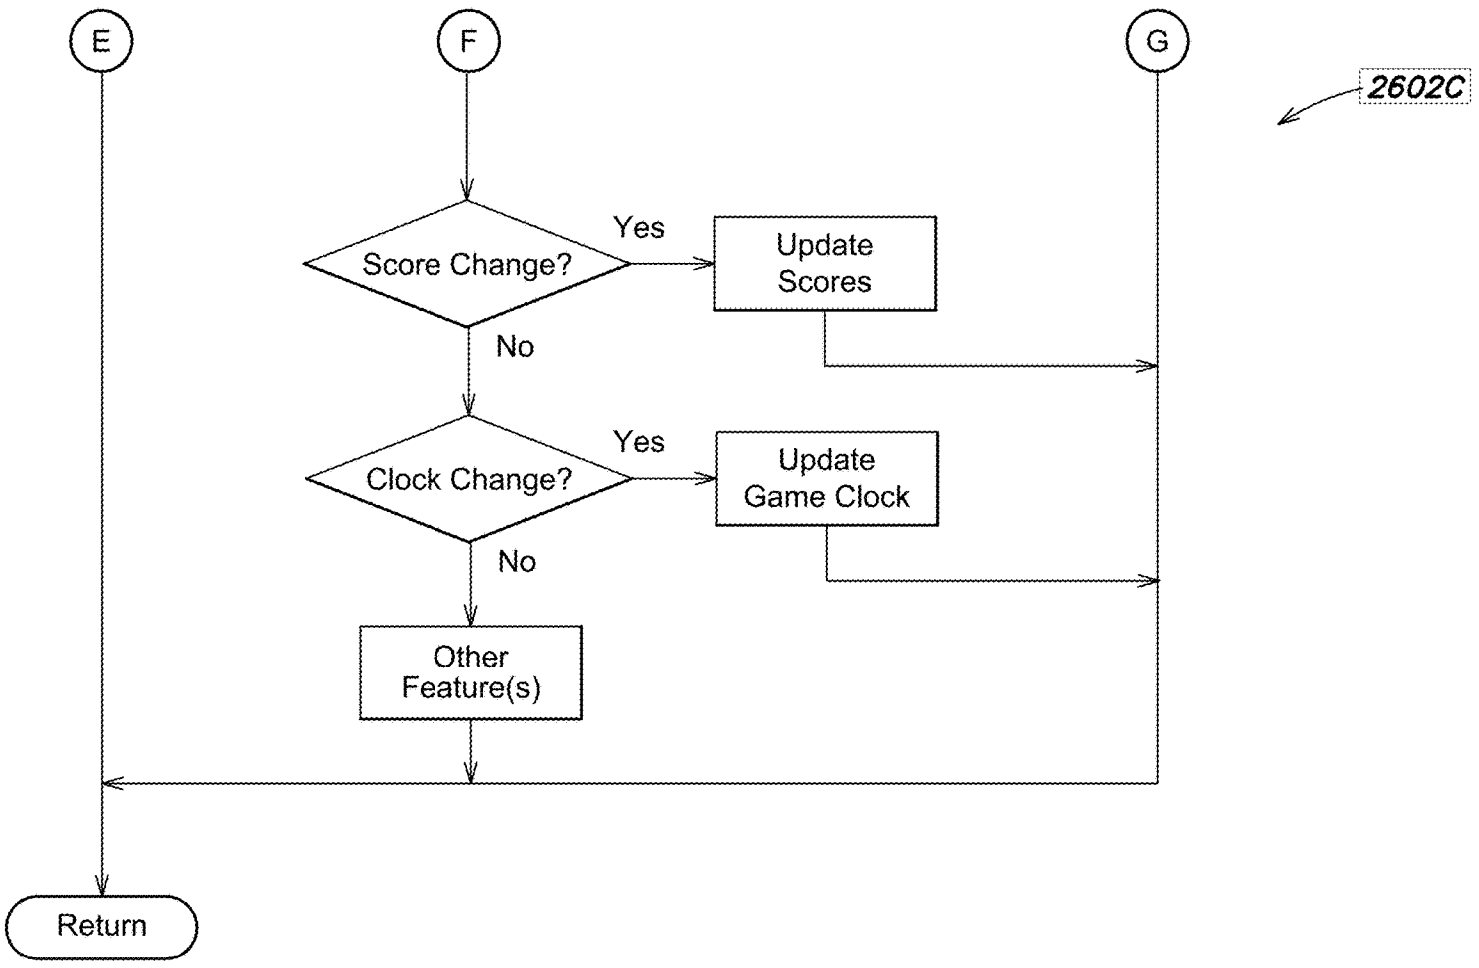 E
F
G
2602C
Score Change?
Yes
Update
Scores
No
Clock Change?
Yes
Update
Game Clock
No
Other
Feature(s)
Return